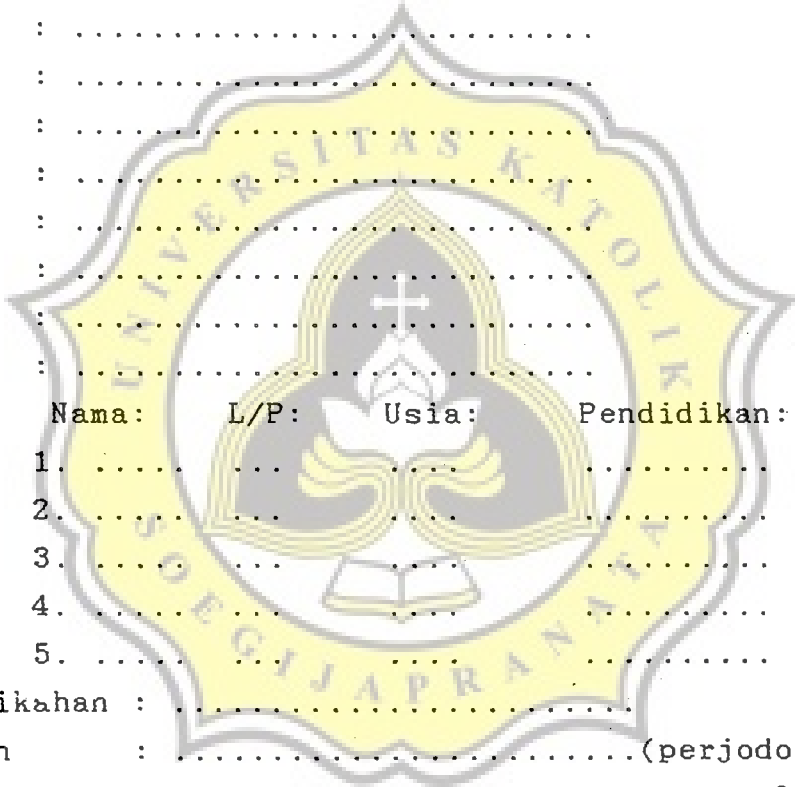 : .................................
: .................................
: .................................
: .................................
: .................................
: .................................
: .................................
: .................................
Nama: L/P: Usia: Pendidikan:
1. ...... ... .... ..........
2. ...... ... .... ..........
3. ...... ... .... ..........
4. ...... ... .... ..........
5. ...... ... .... ..........
ikahan : .............................
n : .............................(perjodo
UNIVERSITAS KATOLIK
SOEGIJAPRANATA